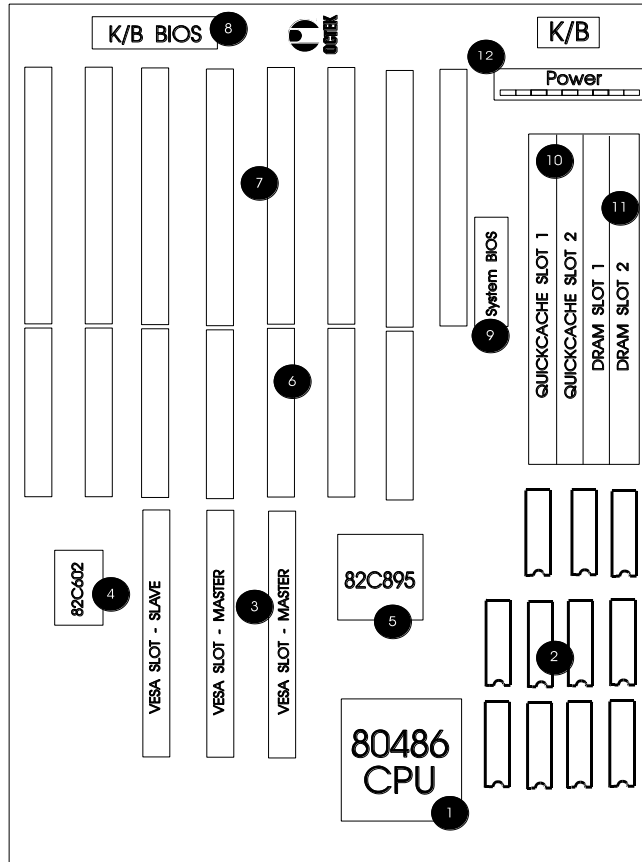 K/B BIOS
8
OCTEK
K/B
12
Power
7
10
11
QUICKCACHE SLOT 1
QUICKCACHE SLOT 2
DRAM SLOT 1
DRAM SLOT 2
System BIOS
9
6
82C602
4
VESA SLOT - SLAVE
VESA SLOT - MASTER
3
VESA SLOT - MASTER
82C895
5
2
80486
CPU
1